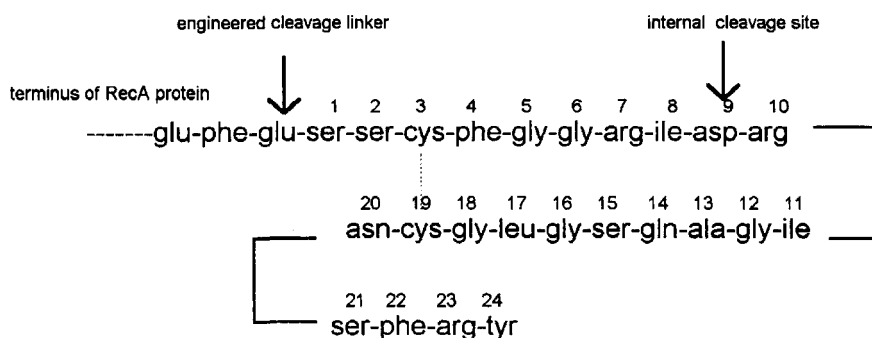 engineered cleavage linker internal cleavage site
terminus of RecA protein 1 2 3 4 5 6 7 8 9 10
-------glu-phe-glu-ser-ser-cys-phe-gly-gly-arg-ile-asp-arg
20 19 18 17 16 15 14 13 12 11
asn-cys-gly-leu-gly-ser-gln-ala-gly-ile
21 22 23 24
ser-phe-arg-tyr